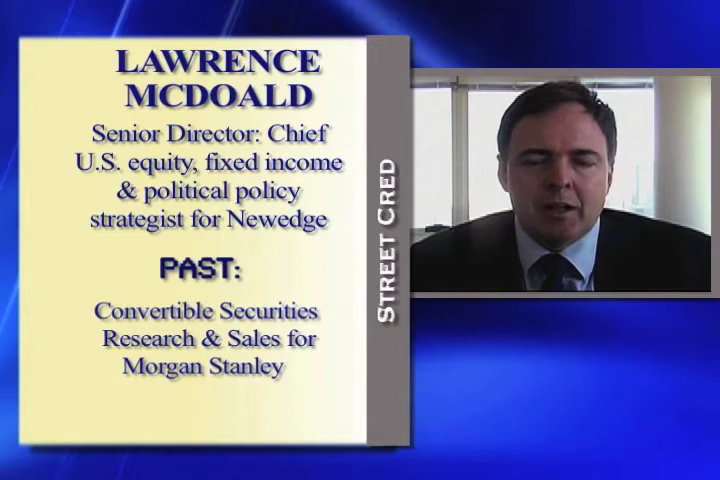 LAWRENCE
MCDOALD
Senior Director: Chief
U.S. equity, fixed income
& political policy
strategist for Newedge
PAST:
Convertible Securities
Research & Sales for
Morgan Stanley
STREET CRED